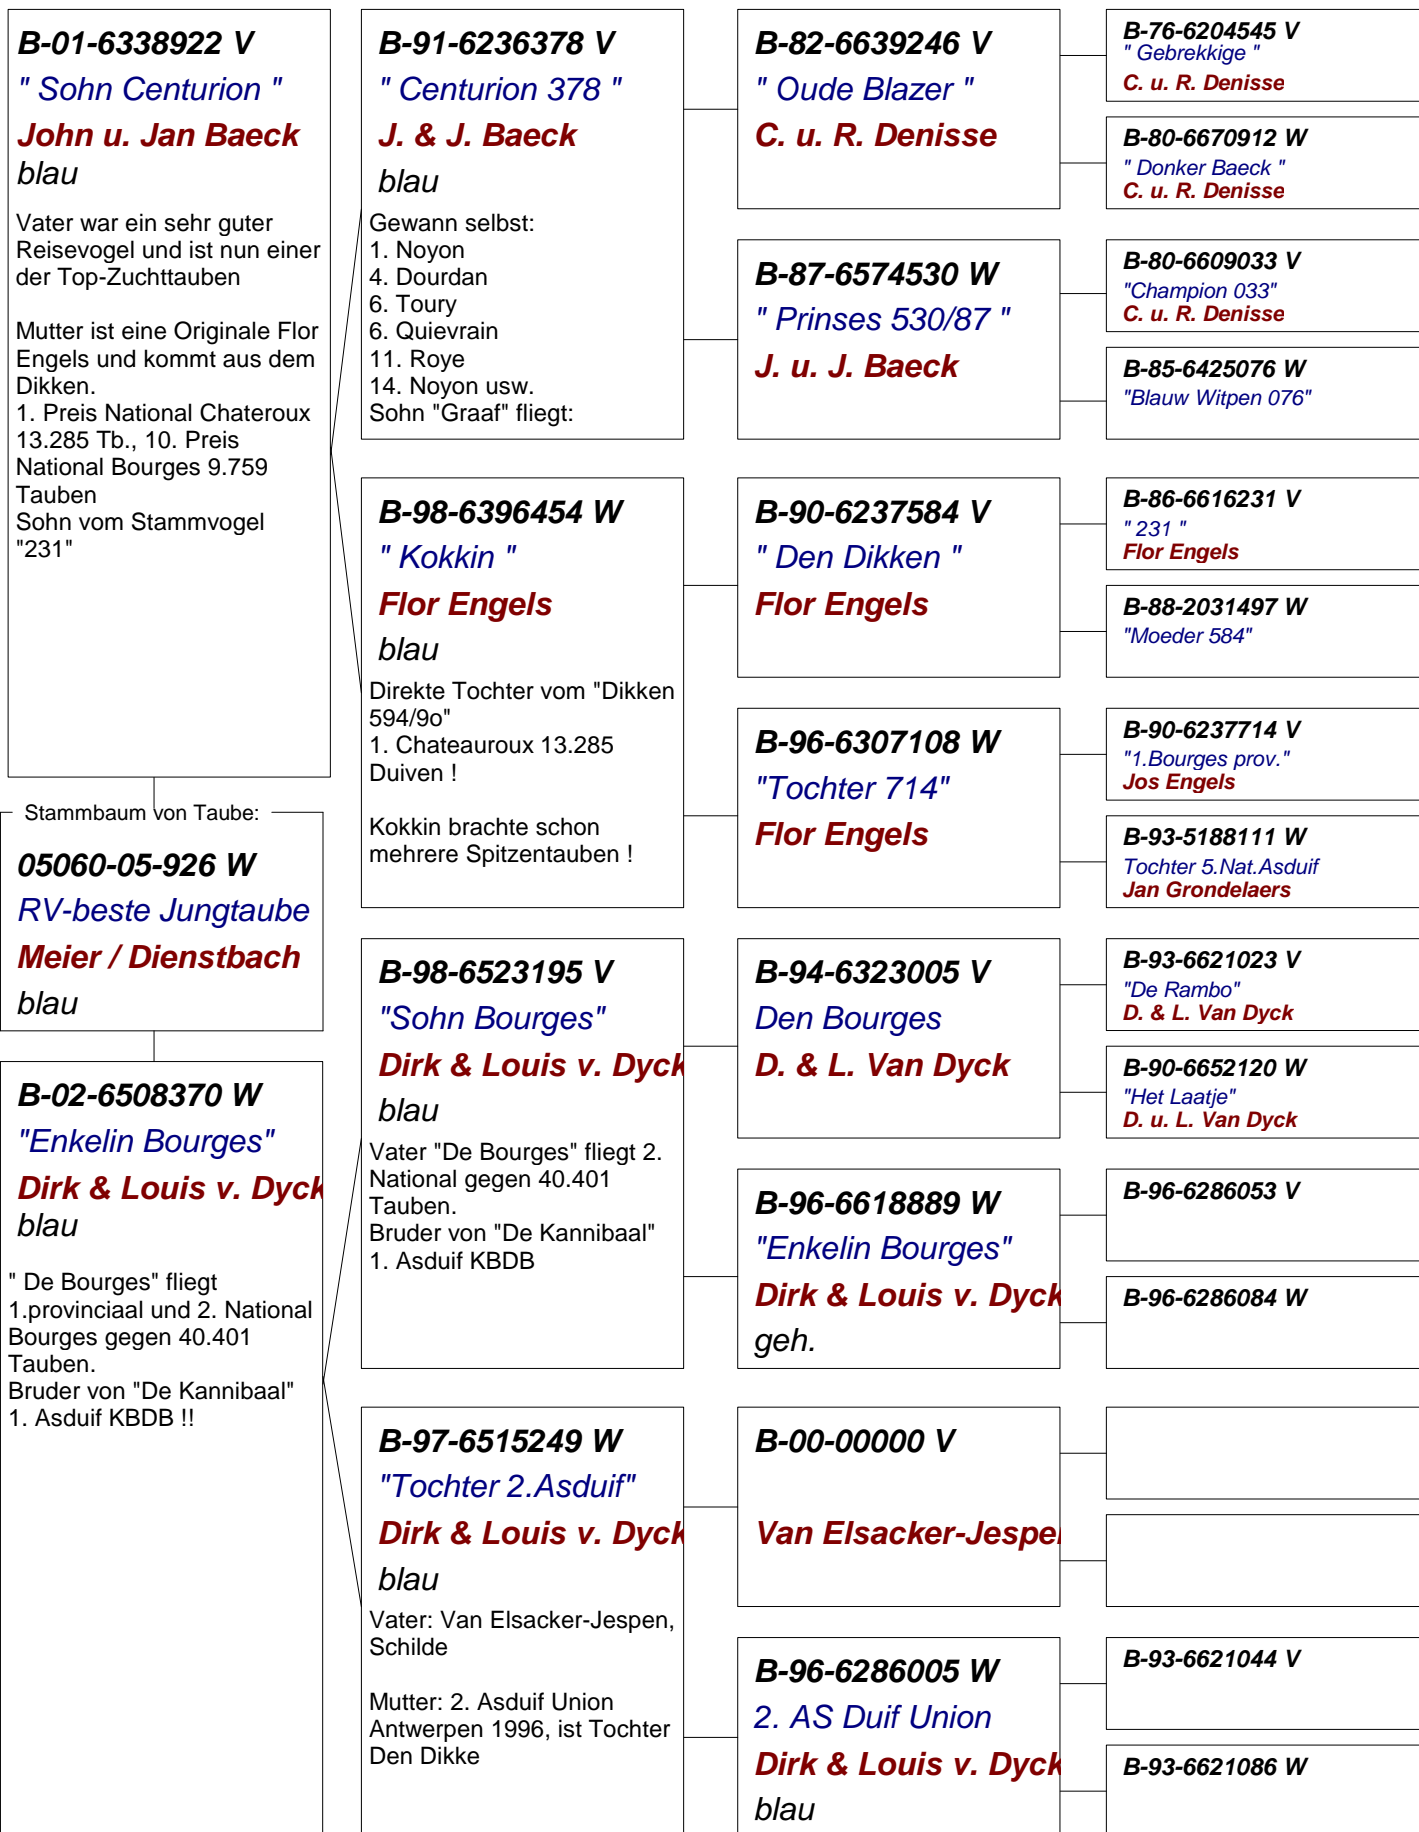 B-01-6338922 V
" Sohn Centurion "
John u. Jan Baeck
blau
Vater war ein sehr guter
Reisevogel und ist nun einer
der Top-Zuchttauben
Mutter ist eine Originale Flor
Engels und kommt aus dem
Dikken.
1. Preis National Chateroux
13.285 Tb., 10. Preis
National Bourges 9.759
Tauben
Sohn vom Stammvogel
"231"
Stammbaum von Taube:
05060-05-926 W
RV-beste Jungtaube
Meier / Dienstbach
blau
B-02-6508370 W
"Enkelin Bourges"
Dirk & Louis v. Dyck
blau
" De Bourges" fliegt
1.provinciaal und 2. National
Bourges gegen 40.401
Tauben.
Bruder von "De Kannibaal"
1. Asduif KBDB !!
B-91-6236378 V
" Centurion 378 "
J. & J. Baeck
blau
Gewann selbst:
1. Noyon
4. Dourdan
6. Toury
6. Quievrain
11. Roye
14. Noyon usw.
Sohn "Graaf" fliegt:
B-98-6396454 W
" Kokkin "
Flor Engels
blau
Direkte Tochter vom "Dikken
594/9o"
1. Chateauroux 13.285
Duiven !
Kokkin brachte schon
mehrere Spitzentauben !
B-98-6523195 V
"Sohn Bourges"
Dirk & Louis v. Dyck
blau
Vater "De Bourges" fliegt 2.
National gegen 40.401
Tauben.
Bruder von "De Kannibaal"
1. Asduif KBDB
B-97-6515249 W
"Tochter 2.Asduif"
Dirk & Louis v. Dyck
blau
Vater: Van Elsacker-Jespen,
Schilde
Mutter: 2. Asduif Union
Antwerpen 1996, ist Tochter
Den Dikke
B-82-6639246 V
" Oude Blazer "
C. u. R. Denisse
B-87-6574530 W
" Prinses 530/87 "
J. u. J. Baeck
B-90-6237584 V
" Den Dikken "
Flor Engels
B-96-6307108 W
"Tochter 714"
Flor Engels
B-94-6323005 V
Den Bourges
D. & L. Van Dyck
B-96-6618889 W
"Enkelin Bourges"
Dirk & Louis v. Dyck
geh.
B-00-00000 V
Van Elsacker-Jespe
B-96-6286005 W
2. AS Duif Union
Dirk & Louis v. Dyck
blau
B-76-6204545 V
" Gebrekkige "
C. u. R. Denisse
B-80-6670912 W
" Donker Baeck "
C. u. R. Denisse
B-80-6609033 V
"Champion 033"
C. u. R. Denisse
B-85-6425076 W
"Blauw Witpen 076"
B-86-6616231 V
" 231 "
Flor Engels
B-88-2031497 W
"Moeder 584"
B-90-6237714 V
"1.Bourges prov."
Jos Engels
B-93-5188111 W
Tochter 5.Nat.Asduif
Jan Grondelaers
B-93-6621023 V
"De Rambo"
D. & L. Van Dyck
B-90-6652120 W
"Het Laatje"
D. u. L. Van Dyck
B-96-6286053 V
B-96-6286084 W
B-93-6621044 V
B-93-6621086 W